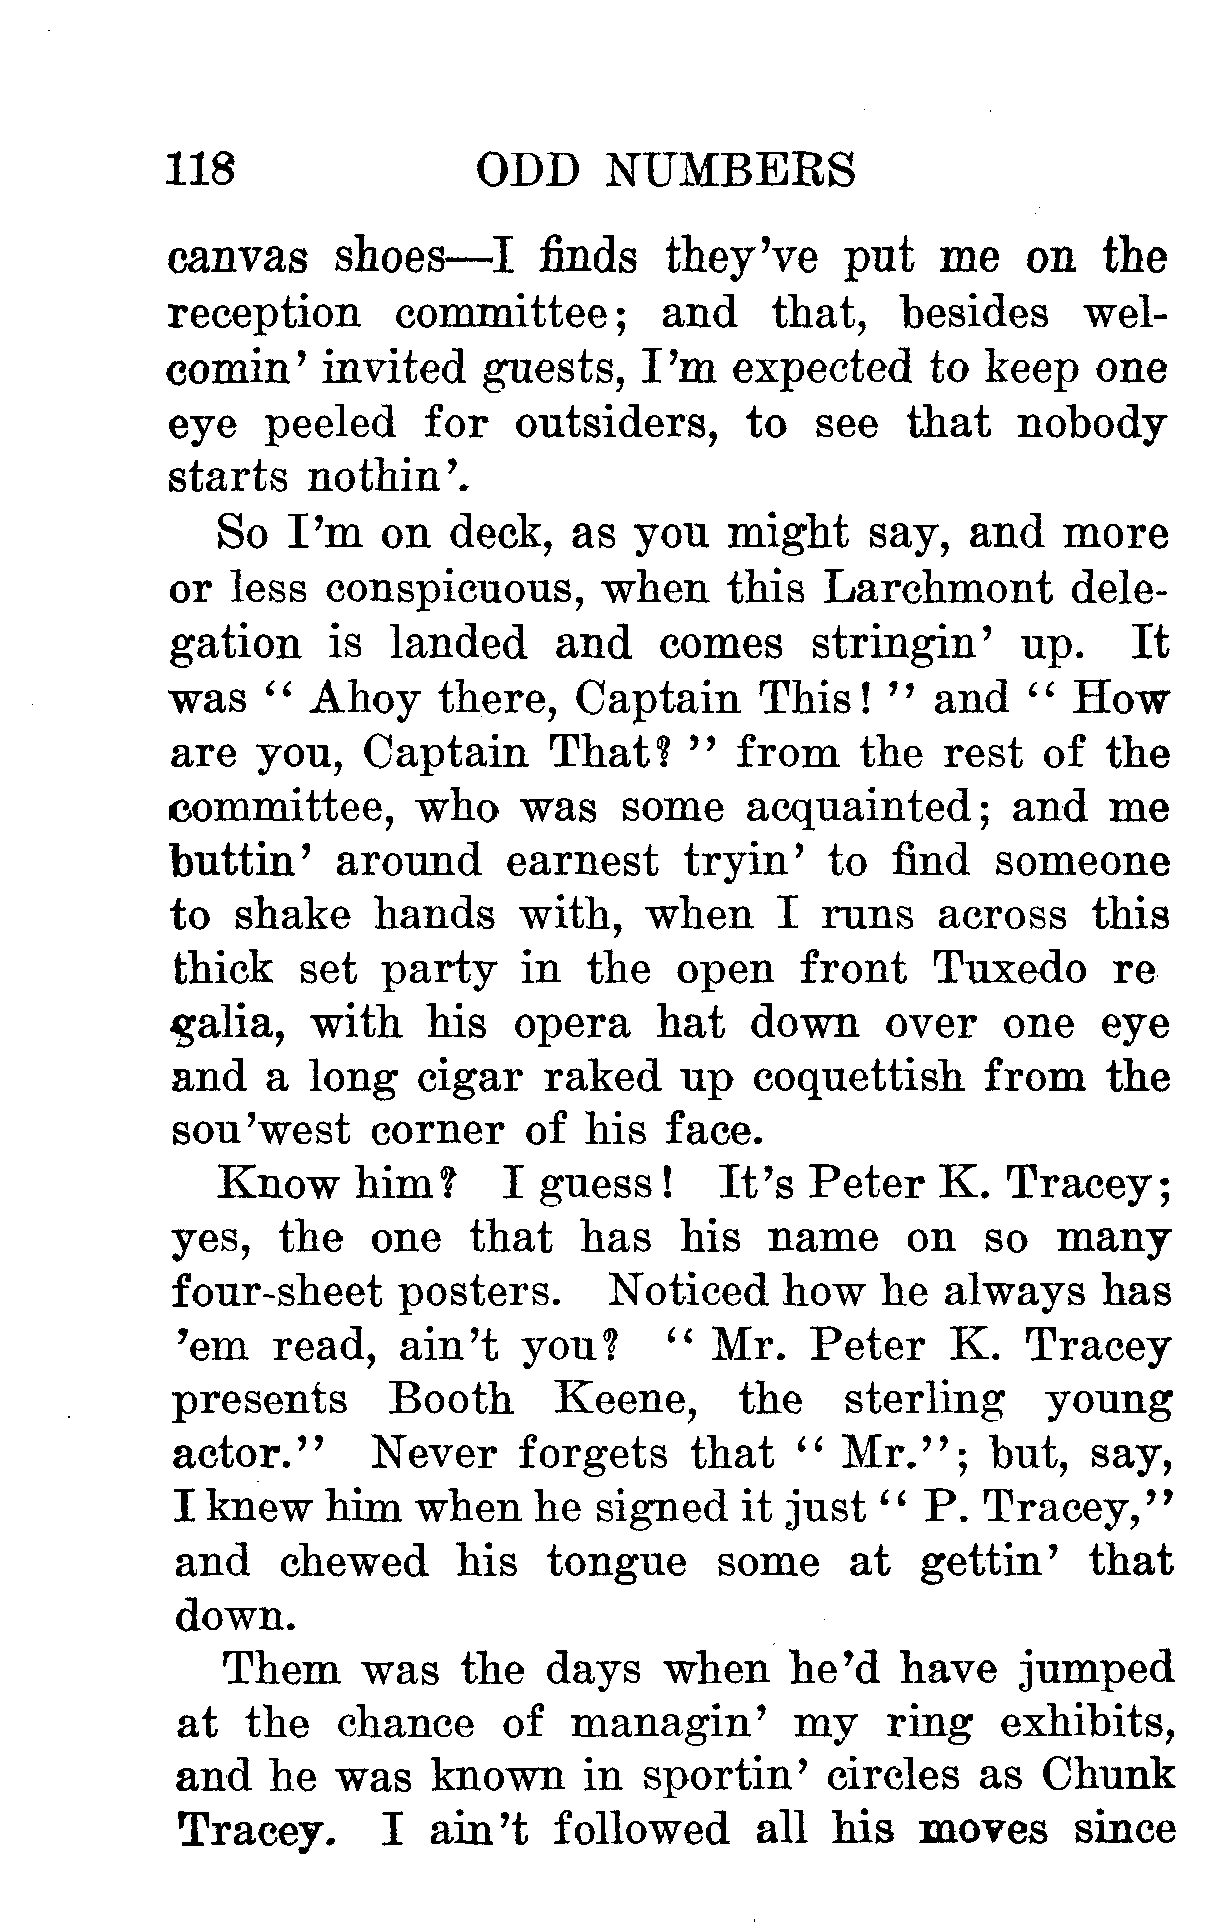 118 ODD NUMBERS
canvas shoes—I finds they've put me on the
reception committee; and that, besides wel-
comin' invited guests, I'm expected to keep one
eye peeled for outsiders, to see that nobody
starts nothin'.
So I'm on deck, as you might say, and more
or less conspicuous, when this Larchmont dele-
gation is landed and comes stringin' up. It
was "Ahoy there, Captain This!" and "How
are you, Captain That?" from the rest of the
committee, who was some acquainted; and me
buttin' around earnest tryin' to find someone
to shake hands with, when I runs across this
thick set party in the open front Tuxedo re
galia, with his opera hat down over one eye
and a long cigar raked up coquettish from the
sou'west corner of his face.
Know him? I guess! It's Peter K. Tracey;
yes, the one that has his name on so many
four-sheet posters. Noticed how he always has
'em read, ain't you? "Mr. Peter K. Tracey
presents Booth Keene, the sterling young
actor." Never forgets that "Mr."; but, say,
I knew him when he signed it just "P. Tracey,"
and chewed his tongue some at gettin' that
down.
Them was the days when he'd have jumped
at the chance of managin' my ring exhibits,
and he was known in sportin' circles as Chunk
Tracey. I ain't followed all his moves since